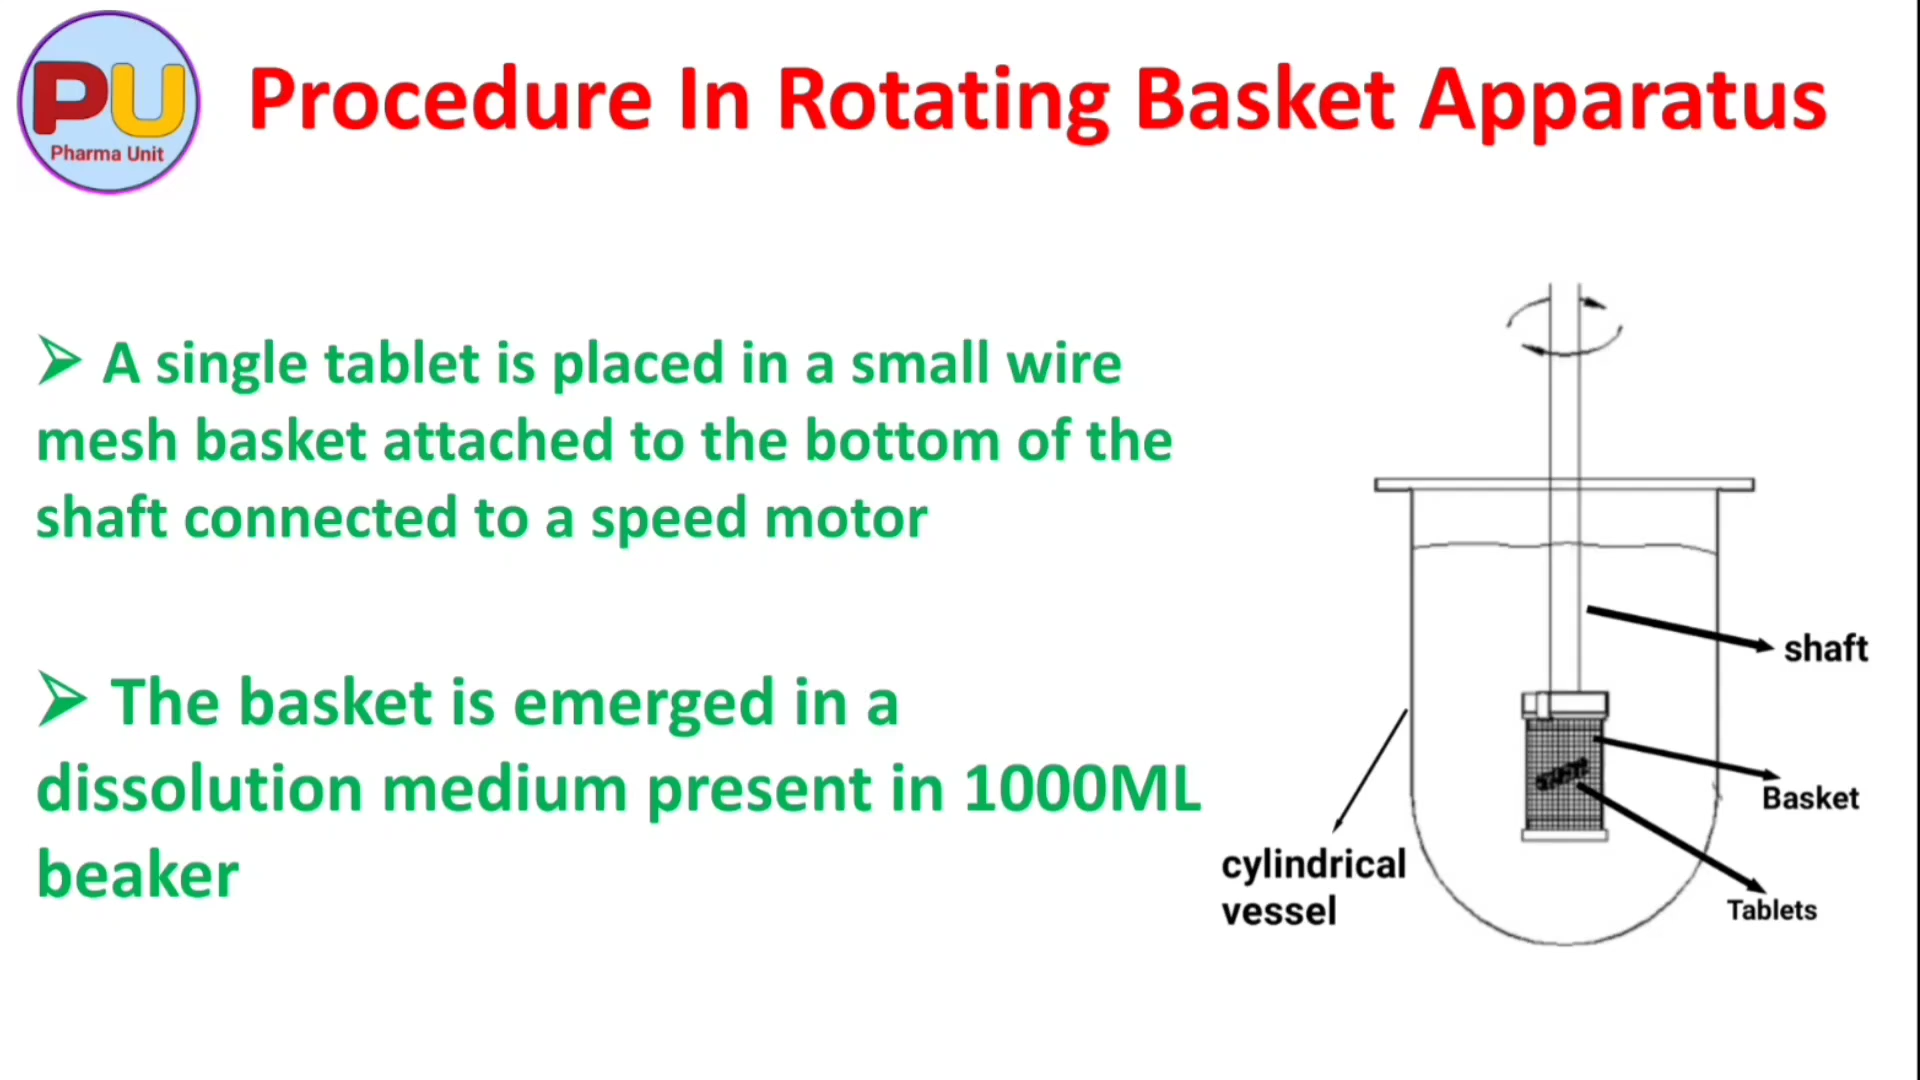 PU
Pharma Unit
Procedure In Rotating Basket Apparatus
➢ A single tablet is placed in a small wire
mesh basket attached to the bottom of the
shaft connected to a speed motor
➢ The basket is emerged in a
dissolution medium present in 1000ML
beaker
shaft
Basket
cylindrical
vessel
Tablets